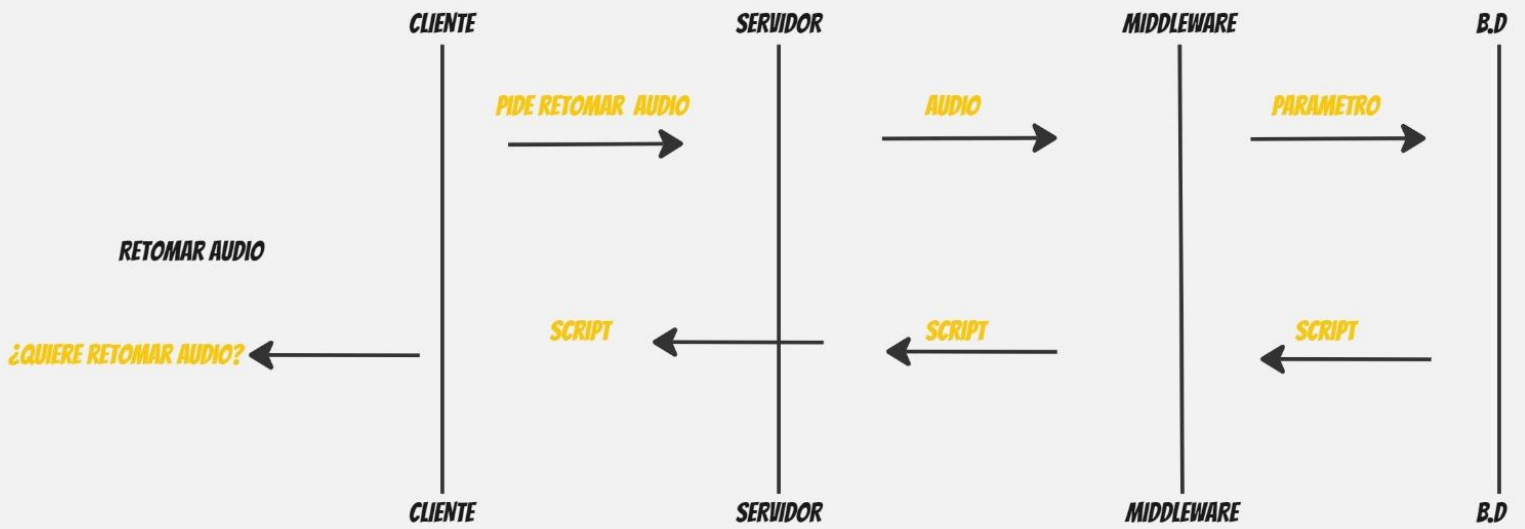 CLIENTE
SERVIDOR
MIDDLEWARE
B.D
PIDE RETOMAR AUDIO
AUDIO
PARAMETRO
RETOMAR AUDIO
¿QUIERE RETOMAR AUDIO?
SCRIPT
SCRIPT
SCRIPT
CLIENTE
SERVIDOR
MIDDLEWARE
B.D